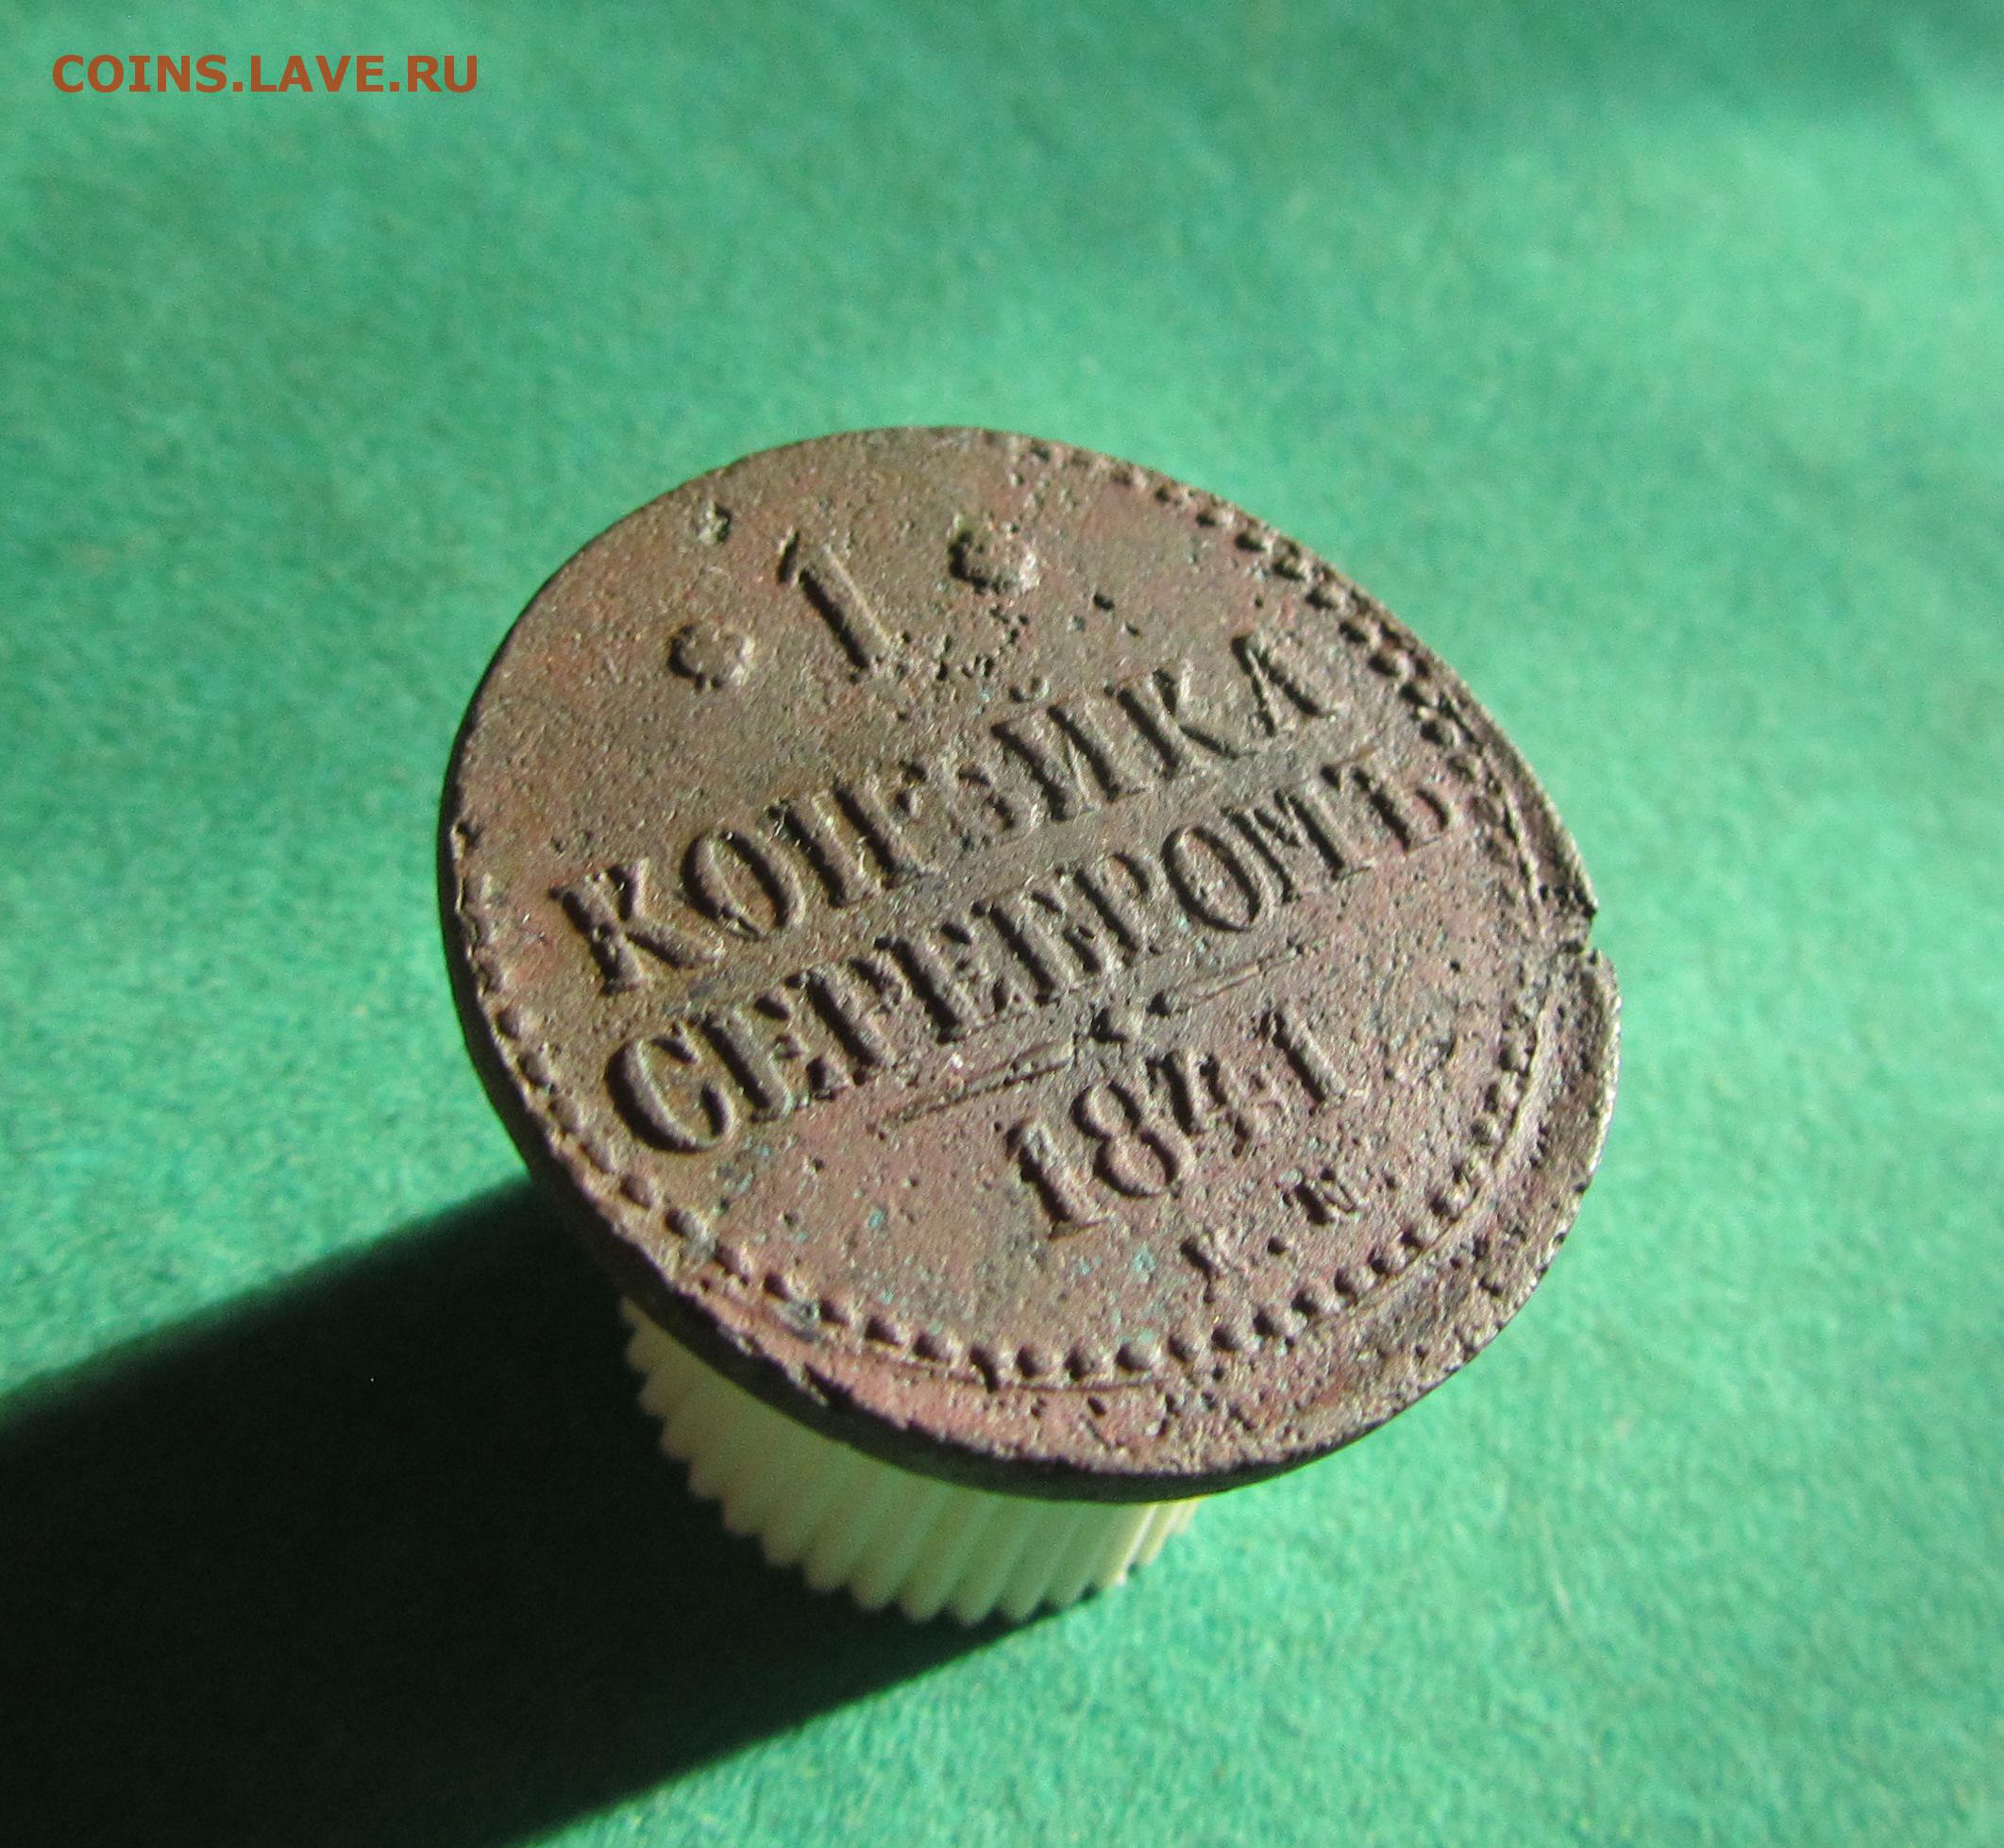 COINS.LAVE.RU
1
КОПѢЙКА
СЕРЕБРОМЪ
1841